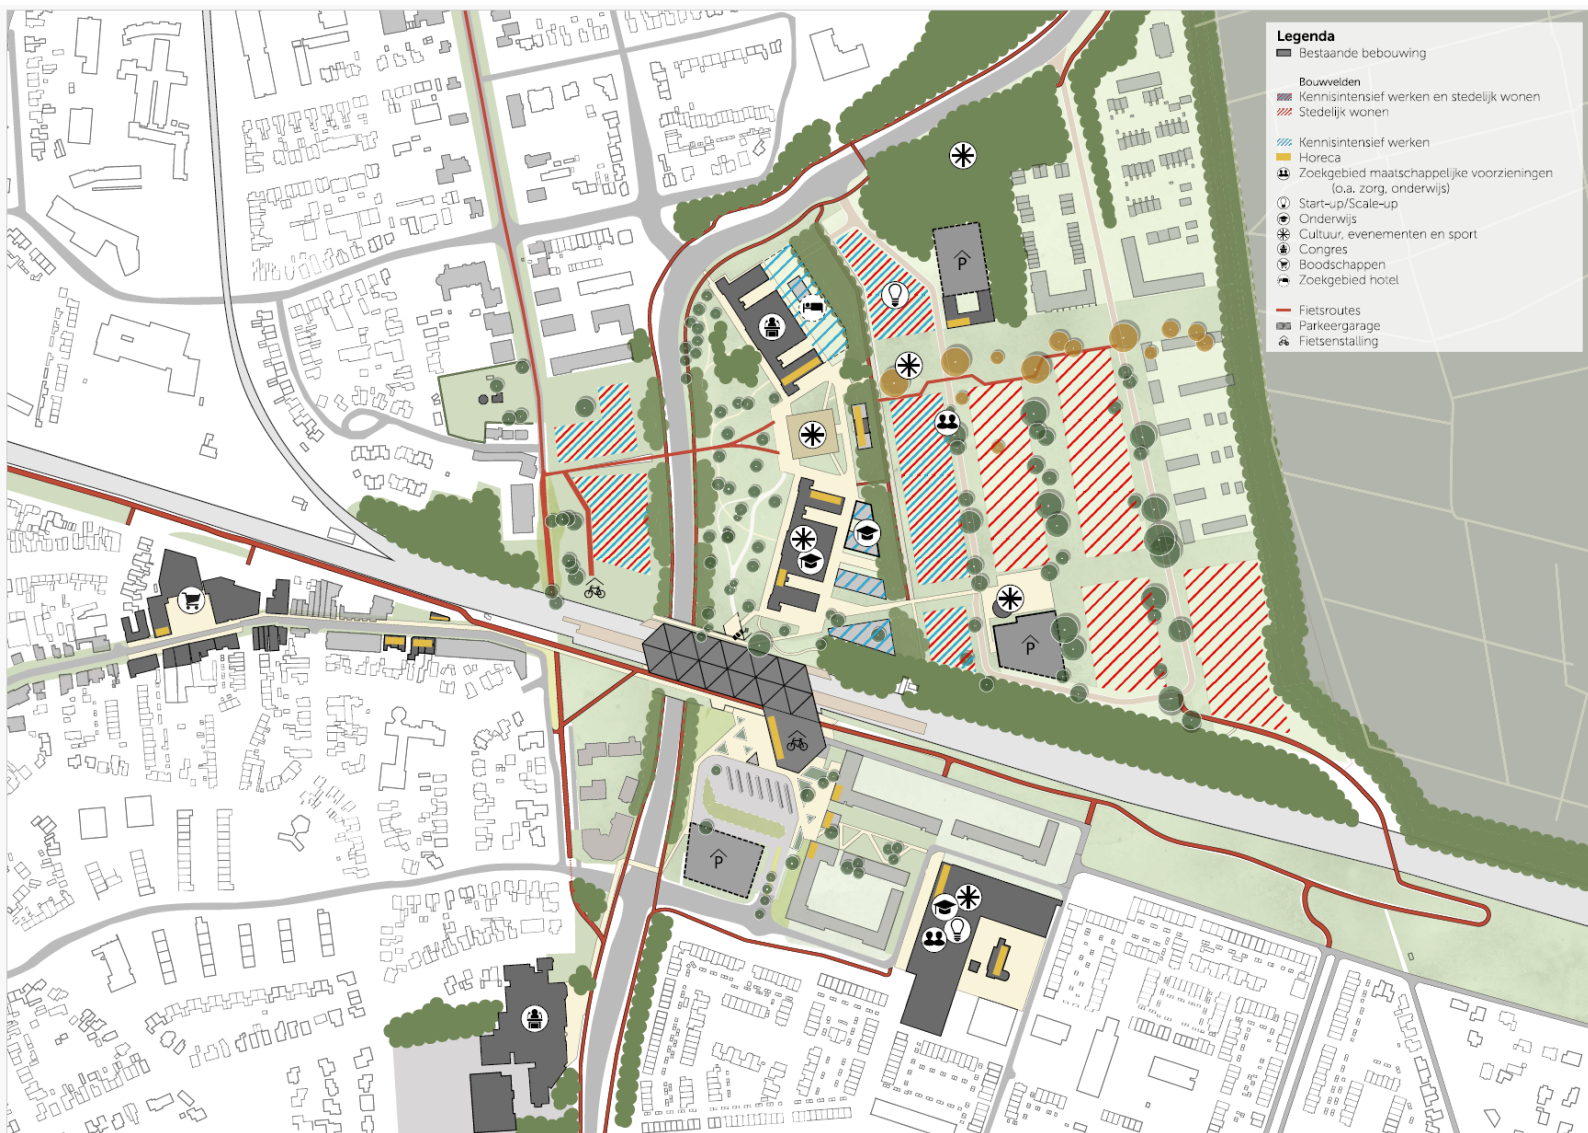 Legenda
Bestaande bebouwing
Bouwvelden
Kennisintensief werken en stedelijk wonen
Stedelijk wonen
Kennisintensief werken
Horeca
Zoekgebied maatschappelijke voorzieningen
(o.a. zorg, onderwijs)
Start-up/Scale-up
Onderwijs
Cultuur, evenementen en sport
Congres
Boodschappen
Zoekgebied hotel
Fietsroutes
Parkeergarage
Fietsenstalling
P
P
P